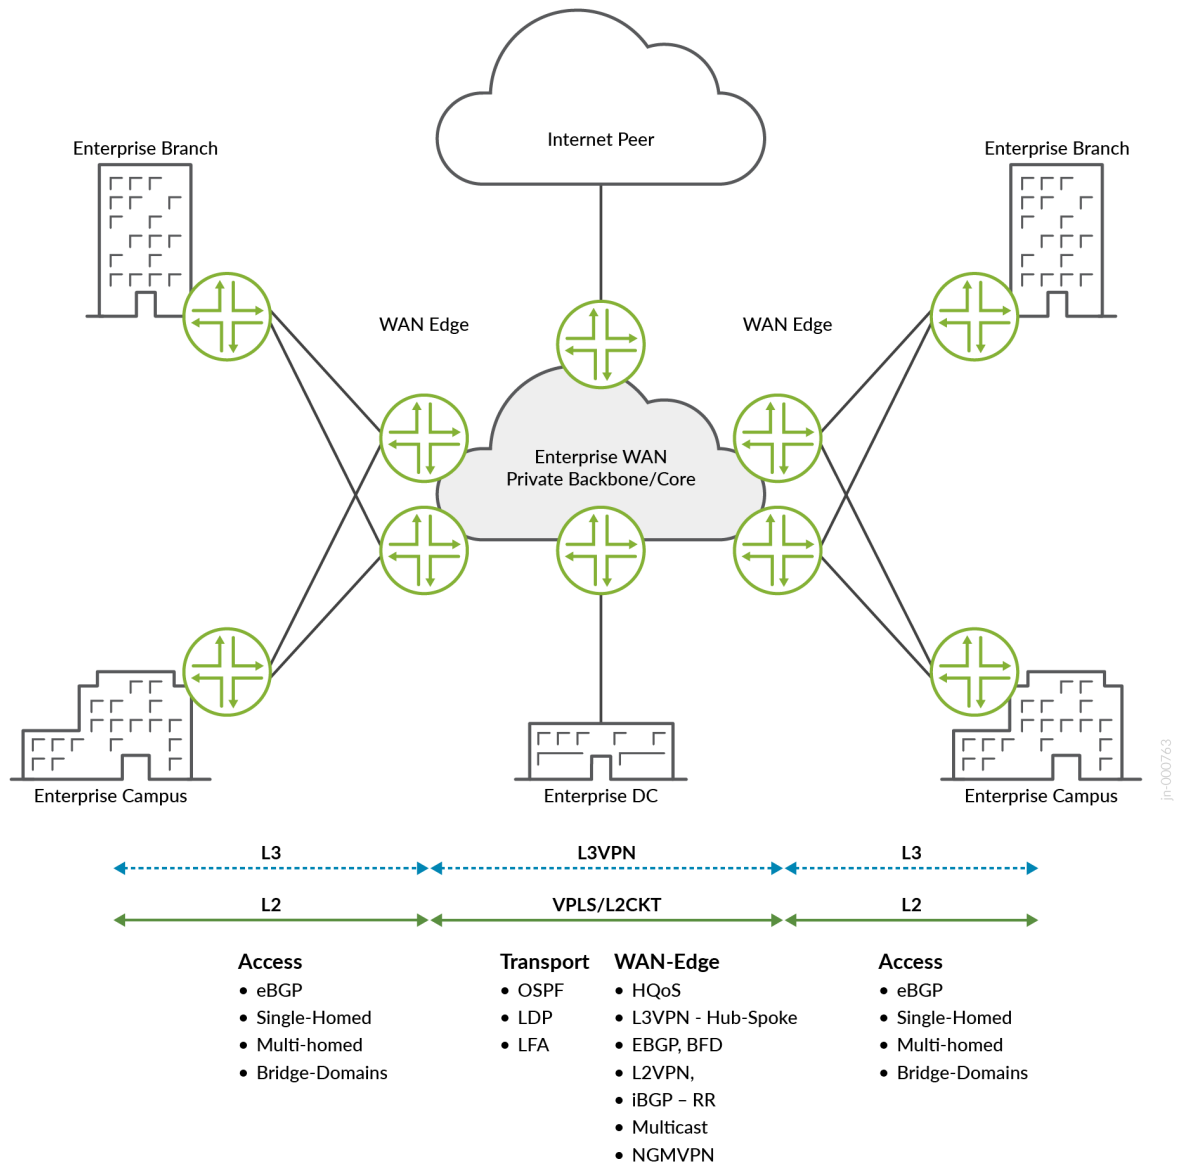 Internet Peer
Enterprise Branch
Enterprise Branch
WAN Edge
WAN Edge
Enterprise WAN
Private Backbone/Core
Enterprise Campus
Enterprise DC
Enterprise Campus
jn-000763
L3
L3VPN
L3
L2
VPLS/L2CKT
L2
Access
• eBGP
• Single-Homed
• Multi-homed
• Bridge-Domains
Transport
• OSPF
• LDP
• LFA
WAN-Edge
• HQoS
• L3VPN - Hub-Spoke
• EBGP, BFD
• L2VPN,
• iBGP – RR
• Multicast
• NGMVPN
Access
• eBGP
• Single-Homed
• Multi-homed
• Bridge-Domains